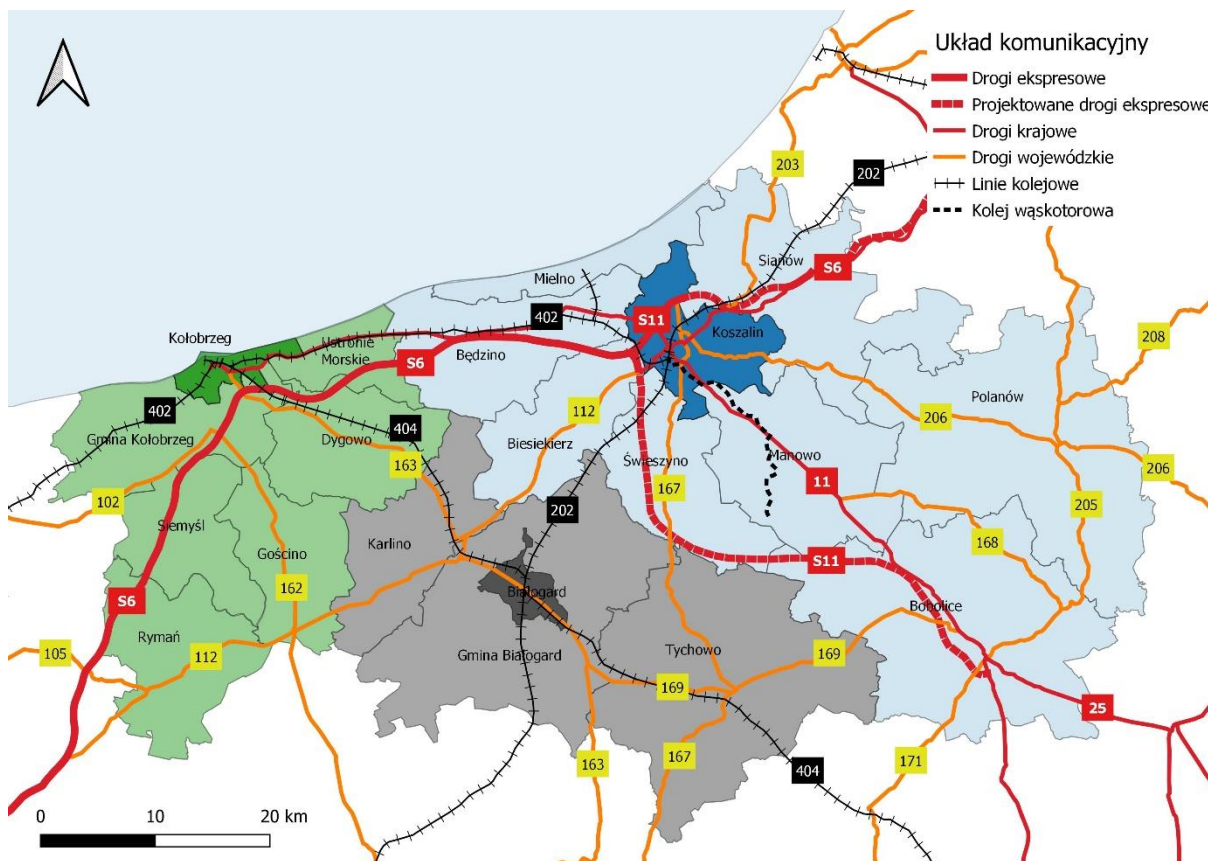 Układ komunikacyjny
Drogi ekspresowe
Projektowane drogi ekspresowe
Drogi krajowe
Drogi wojewódzkie
Linie kolejowe
Kolej wąskotorowa
203
202
Sianów
S6
Mielno
S11
402
Koszalin
Kołobrzeg
Ustronie
Morskie
S6
Będzino
208
Polanów
402
Gmina Kołobrzeg
Dygowo
404
163
112
Biesiekierz
206
Świeszyno
Manowo
167
11
206
102
Siemyśl
202
205
Gościno
Karlino
168
S11
162
S6
Białogard
Bobolice
Rymań
105
112
Gmina Białogard
Tychowo
169
169
25
163
167
171
404
0
10
20 km